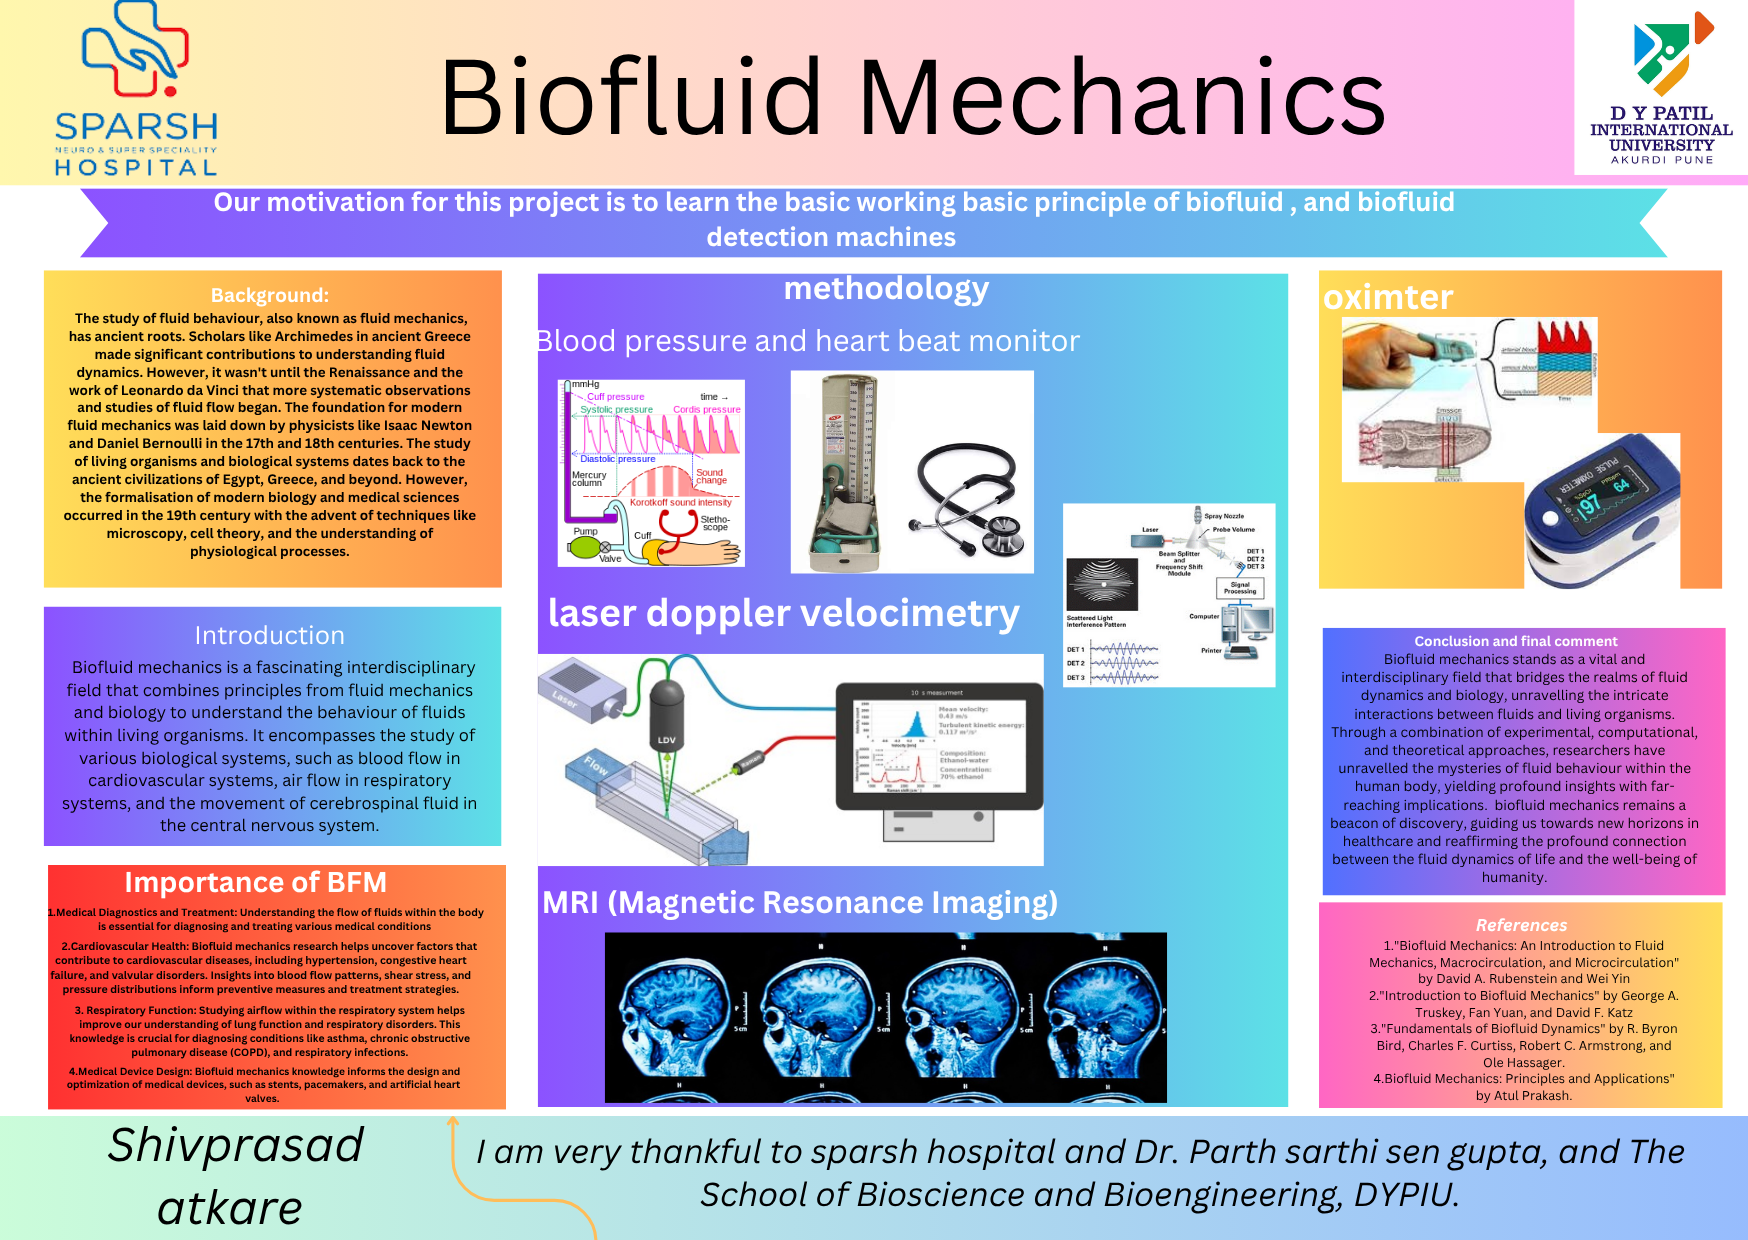 SPARSH
NEURO & SUPER SPECIALITY
HOSPITAL
Biofluid Mechanics
D Y PATIL
INTERNATIONAL
UNIVERSITY
AKURDI PUNE
Our motivation for this project is to learn the basic working basic principle of biofluid , and biofluid
detection machines
Background:
The study of fluid behaviour, also known as fluid mechanics,
has ancient roots. Scholars like Archimedes in ancient Greece
made significant contributions to understanding fluid
dynamics. However, it wasn't until the Renaissance and the
work of Leonardo da Vinci that more systematic observations
and studies of fluid flow began. The foundation for modern
fluid mechanics was laid down by physicists like Isaac Newton
and Daniel Bernoulli in the 17th and 18th centuries. The study
of living organisms and biological systems dates back to the
ancient civilizations of Egypt, Greece, and beyond. However,
the formalisation of modern biology and medical sciences
occurred in the 19th century with the advent of techniques like
microscopy, cell theory, and the understanding of
physiological processes.
Introduction
Biofluid mechanics is a fascinating interdisciplinary
field that combines principles from fluid mechanics
and biology to understand the behaviour of fluids
within living organisms. It encompasses the study of
various biological systems, such as blood flow in
cardiovascular systems, air flow in respiratory
systems, and the movement of cerebrospinal fluid in
the central nervous system.
Importance of BFM
1.Medical Diagnostics and Treatment: Understanding the flow of fluids within the body
is essential for diagnosing and treating various medical conditions
2.Cardiovascular Health: Biofluid mechanics research helps uncover factors that
contribute to cardiovascular diseases, including hypertension, congestive heart
failure, and valvular disorders. Insights into blood flow patterns, shear stress, and
pressure distributions inform preventive measures and treatment strategies.
3. Respiratory Function: Studying airflow within the respiratory system helps
improve our understanding of lung function and respiratory disorders. This
knowledge is crucial for diagnosing conditions like asthma, chronic obstructive
pulmonary disease (COPD), and respiratory infections.
4.Medical Device Design: Biofluid mechanics knowledge informs the design and
optimization of medical devices, such as stents, pacemakers, and artificial heart
valves.
methodology
Blood pressure and heart beat monitor
mmHg
Cuff pressure
time →
Systolic pressure
Cordis pressure
Diastolic pressure
Mercury
column
Sound
change
Korotkoff sound intensity
Pump
Valve
Cuff
Stetho-
scope
laser doppler velocimetry
Spray Nozzle
Laser
Probe Volume
Beam Splitter
and
Frequency Shift
Module
DET 1
DET 2
DET 3
Signal
Processing
Computer
Scattered Light
Interference Pattern
Printer
DET 1
DET 2
DET 3
Laser
LDV
Flow
Raman
10 s measurment
Mean velocity:
0.43 m/s
Turbulent kinetic energy:
0.117 m²/s²
Composition:
Ethanol-water
Concentration:
70% ethanol
MRI (Magnetic Resonance Imaging)
H
H
H
P
P
P
P
5cm
5cm
5cm
5cm
H
H
H
H
oximter
arterial blood
venous blood
Time
Emission
Detection
PULSE OXIMETER
%SpO2
97
PRbpm
64
Conclusion and final comment
Biofluid mechanics stands as a vital and
interdisciplinary field that bridges the realms of fluid
dynamics and biology, unravelling the intricate
interactions between fluids and living organisms.
Through a combination of experimental, computational,
and theoretical approaches, researchers have
unravelled the mysteries of fluid behaviour within the
human body, yielding profound insights with far-
reaching implications. biofluid mechanics remains a
beacon of discovery, guiding us towards new horizons in
healthcare and reaffirming the profound connection
between the fluid dynamics of life and the well-being of
humanity.
References
1."Biofluid Mechanics: An Introduction to Fluid
Mechanics, Macrocirculation, and Microcirculation"
by David A. Rubenstein and Wei Yin
2."Introduction to Biofluid Mechanics" by George A.
Truskey, Fan Yuan, and David F. Katz
3."Fundamentals of Biofluid Dynamics" by R. Byron
Bird, Charles F. Curtiss, Robert C. Armstrong, and
Ole Hassager.
4.Biofluid Mechanics: Principles and Applications"
by Atul Prakash.
Shivprasad
atkare
I am very thankful to sparsh hospital and Dr. Parth sarthi sen gupta, and The
School of Bioscience and Bioengineering, DYPIU.